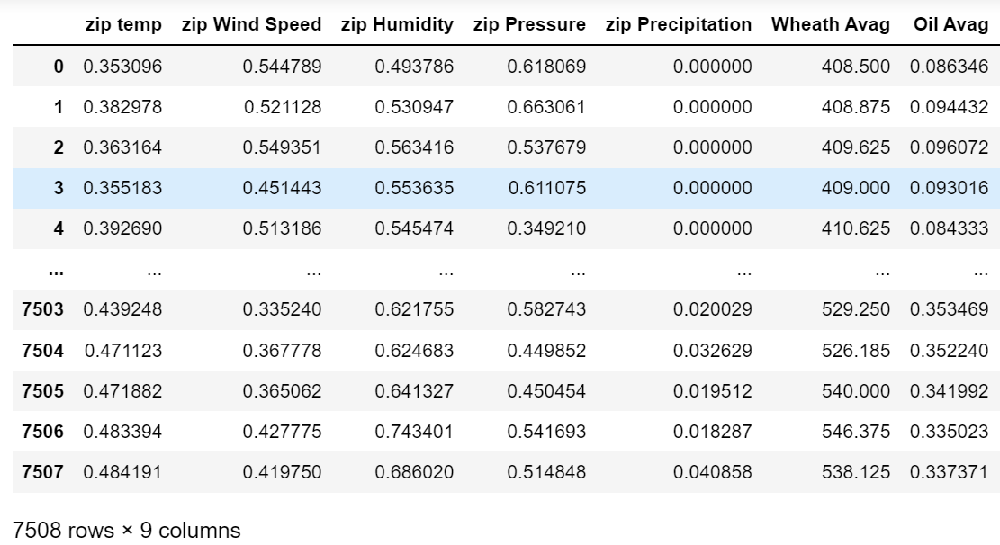 zip temp zip Wind Speed zip Humidity zip Pressure zip Precipitation Wheath Avag Oil Avag
0 0.353096 0.544789 0.493786 0.618069 0.000000 408.500 0.086346
1 0.382978 0.521128 0.530947 0.663061 0.000000 408.875 0.094432
2 0.363164 0.549351 0.563416 0.537679 0.000000 409.625 0.096072
3 0.355183 0.451443 0.553635 0.611075 0.000000 409.000 0.093016
4 0.392690 0.513186 0.545474 0.349210 0.000000 410.625 0.084333
... ... ... ... ... ... ... ...
7503 0.439248 0.335240 0.621755 0.582743 0.020029 529.250 0.353469
7504 0.471123 0.367778 0.624683 0.449852 0.032629 526.185 0.352240
7505 0.471882 0.365062 0.641327 0.450454 0.019512 540.000 0.341992
7506 0.483394 0.427775 0.743401 0.541693 0.018287 546.375 0.335023
7507 0.484191 0.419750 0.686020 0.514848 0.040858 538.125 0.337371
7508 rows × 9 columns